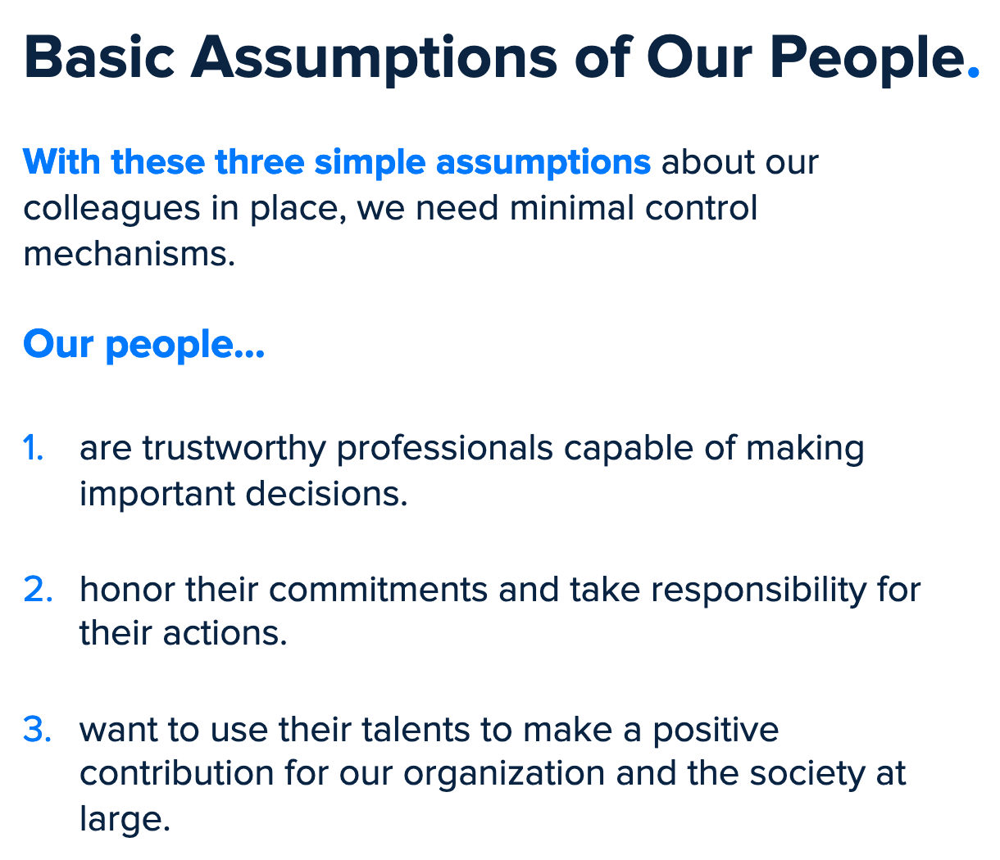 Basic Assumptions of Our People.
With these three simple assumptions about our
colleagues in place, we need minimal control
mechanisms.
Our people...
1. are trustworthy professionals capable of making
important decisions.
2. honor their commitments and take responsibility for
their actions.
3. want to use their talents to make a positive
contribution for our organization and the society at
large.